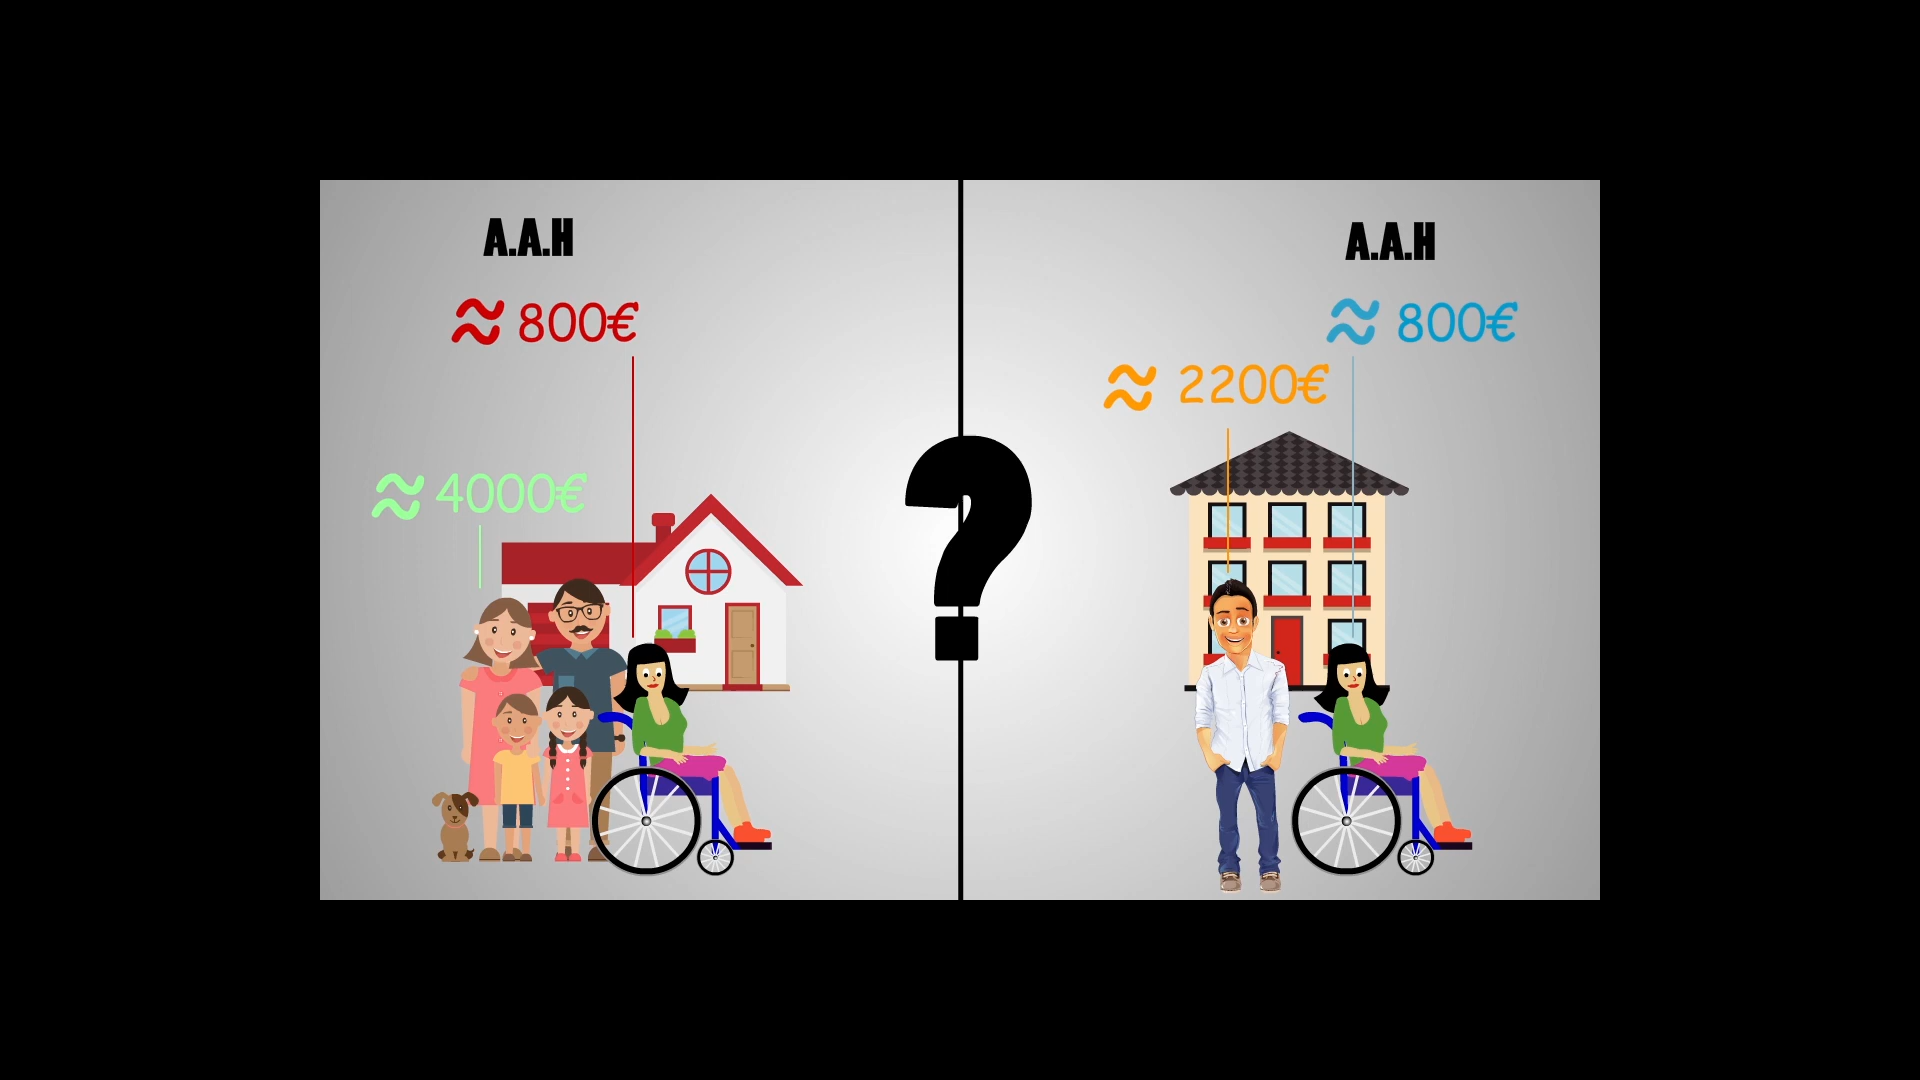 A.A.H
≈ 800€
≈ 4000€
?
A.A.H
≈ 800€
≈ 2200€